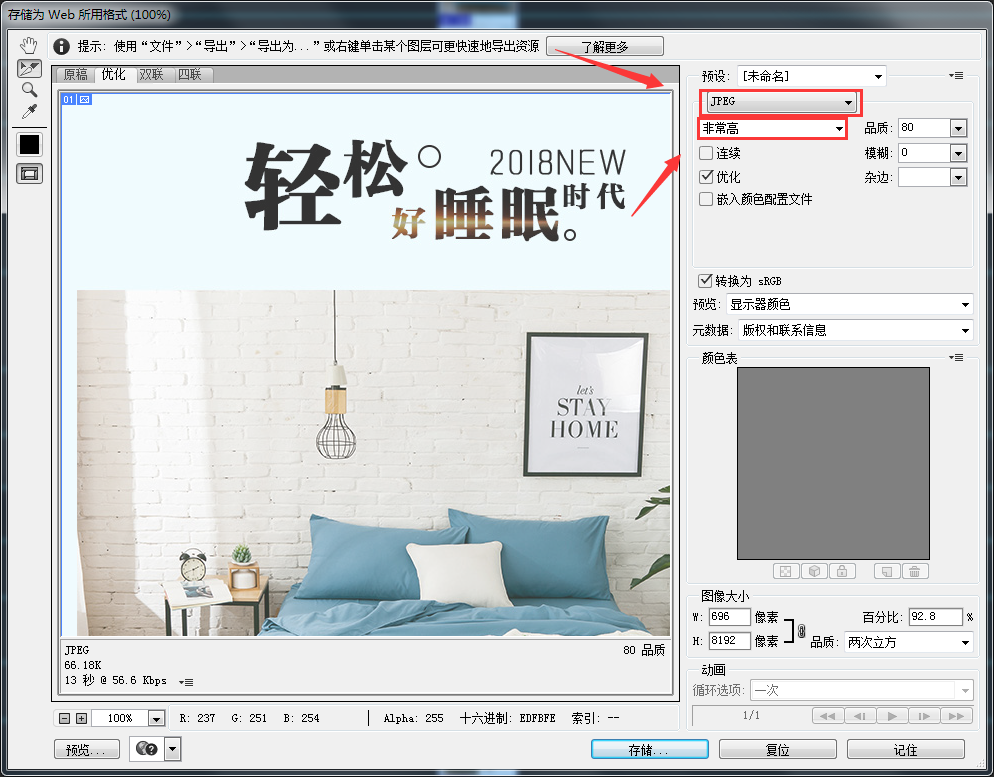 存储为 Web 所用格式 (100%)
提示: 使用“文件”>“导出”>“导出为...”或右键单击某个图层可更快速地导出资源
了解更多
原稿 优化 双联 四联
01
轻松
2018NEW
好睡眠时代。
let's
STAY
HOME
JPEG
66.18K
13 秒 @ 56.6 Kbps
80 品质
100%
R: 237 G: 251 B: 254
Alpha: 255 十六进制: EDFBFE 索引: --
预览...
预设: [未命名]
JPEG
非常高
品质: 80
连续
模糊: 0
优化
杂边:
嵌入颜色配置文件
转换为 sRGB
预览: 显示器颜色
元数据: 版权和联系信息
颜色表
图像大小
W: 696 像素
百分比: 92.8 %
H: 8192 像素
品质: 两次立方
动画
循环选项: 一次
1/1
存储...
复位
记住